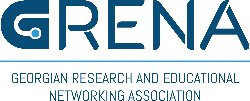 GRENA
GEORGIAN RESEARCH AND EDUCATIONAL
NETWORKING ASSOCIATION